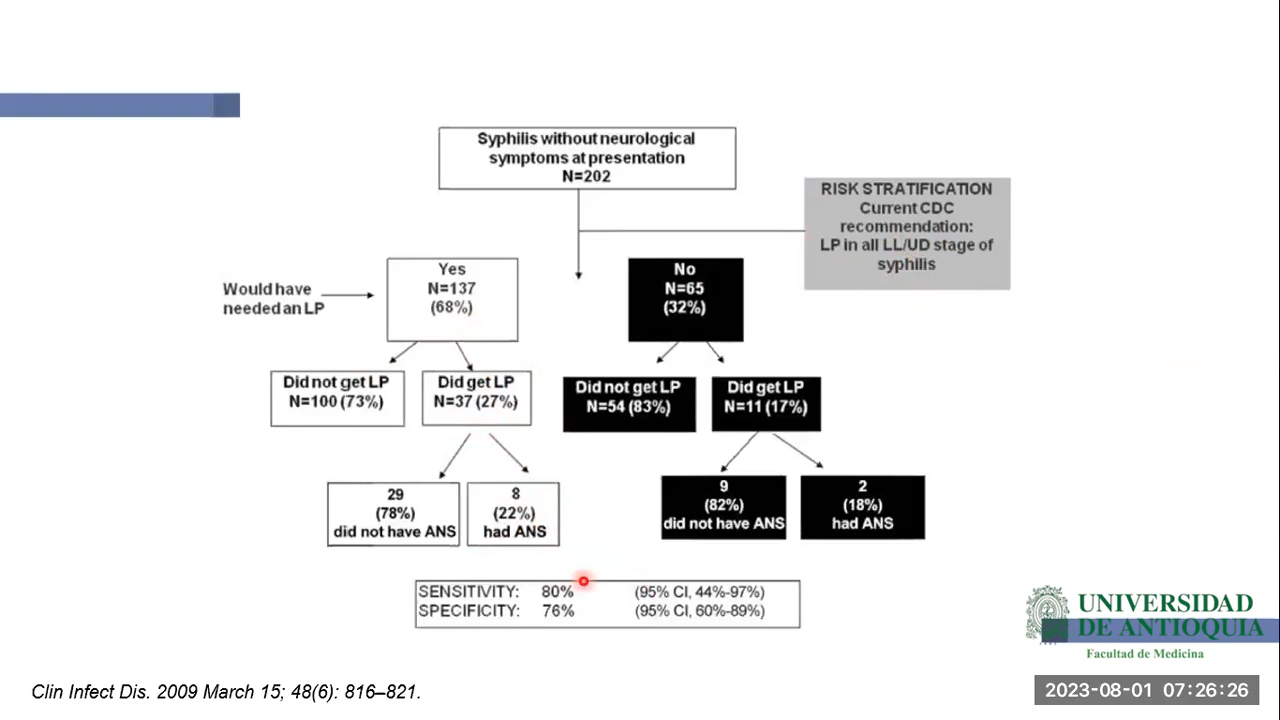 Syphilis without neurological
symptoms at presentation
N=202
RISK STRATIFICATION
Current CDC
recommendation:
LP in all LL/UD stage of
syphilis
Would have
needed an LP
Yes
N=137
(68%)
No
N=65
(32%)
Did not get LP
N=100 (73%)
Did get LP
N=37 (27%)
Did not get LP
N=54 (83%)
Did get LP
N=11 (17%)
29
(78%)
did not have ANS
8
(22%)
had ANS
9
(82%)
did not have ANS
2
(18%)
had ANS
SENSITIVITY: 80% (95% CI, 44%-97%)
SPECIFICITY: 76% (95% CI, 60%-89%)
UNIVERSIDAD
DE ANTIOQUIA
Facultad de Medicina
Clin Infect Dis. 2009 March 15; 48(6): 816–821.
2023-08-01 07:26:26